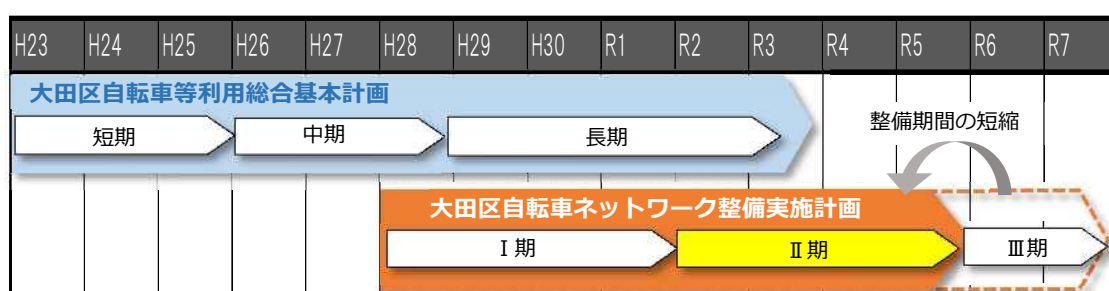 H23 H24 H25 H26 H27 H28 H29 H30 R1 R2 R3 R4 R5 R6 R7
大田区自転車等利用総合基本計画
短期 中期 長期
整備期間の短縮
大田区自転車ネットワーク整備実施計画
Ⅰ期 Ⅱ期 Ⅲ期